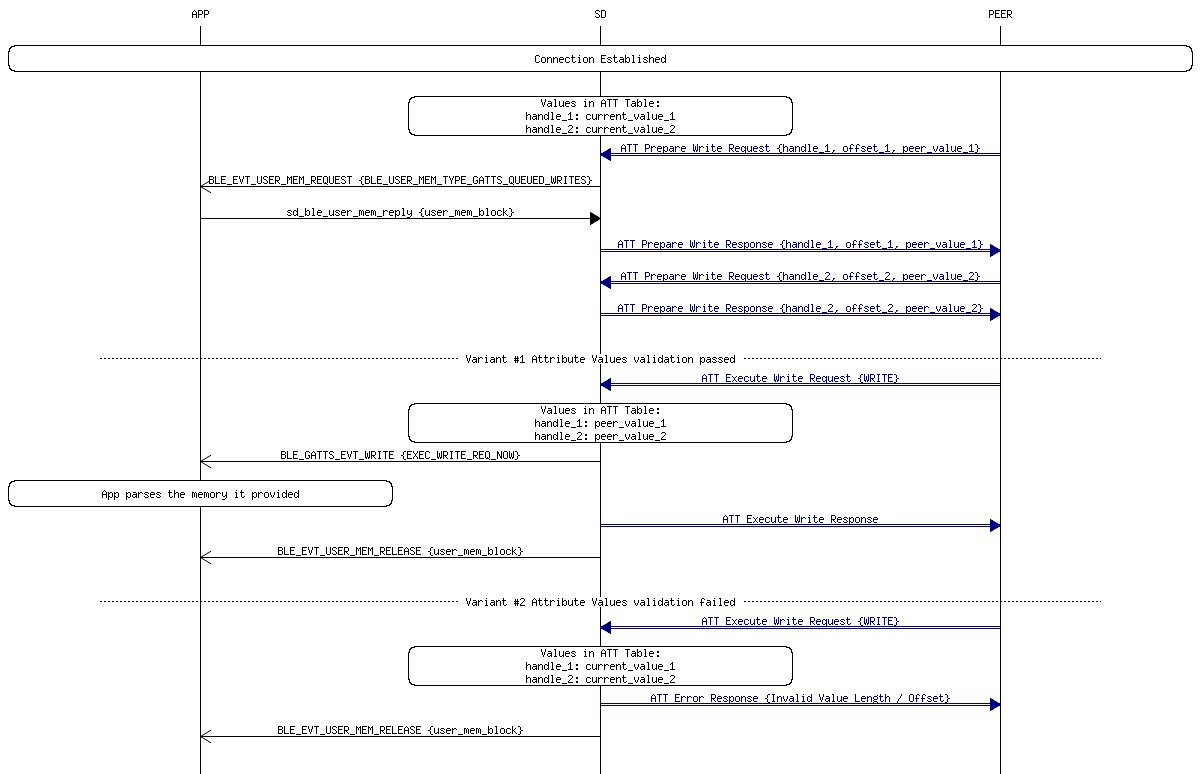 APP
SD
PEER
Connection Established
Values in ATT Table:
handle_1: current_value_1
handle_2: current_value_2
ATT Prepare Write Request {handle_1, offset_1, peer_value_1}
BLE_EVT_USER_MEM_REQUEST {BLE_USER_MEM_TYPE_GATTS_QUEUED_WRITES}
sd_ble_user_mem_reply {user_mem_block}
ATT Prepare Write Response {handle_1, offset_1, peer_value_1}
ATT Prepare Write Request {handle_2, offset_2, peer_value_2}
ATT Prepare Write Response {handle_2, offset_2, peer_value_2}
Variant #1 Attribute Values validation passed
ATT Execute Write Request {WRITE}
Values in ATT Table:
handle_1: peer_value_1
handle_2: peer_value_2
BLE_GATTS_EVT_WRITE {EXEC_WRITE_REQ_NOW}
App parses the memory it provided
ATT Execute Write Response
BLE_EVT_USER_MEM_RELEASE {user_mem_block}
Variant #2 Attribute Values validation failed
ATT Execute Write Request {WRITE}
Values in ATT Table:
handle_1: current_value_1
handle_2: current_value_2
ATT Error Response {Invalid Value Length / Offset}
BLE_EVT_USER_MEM_RELEASE {user_mem_block}